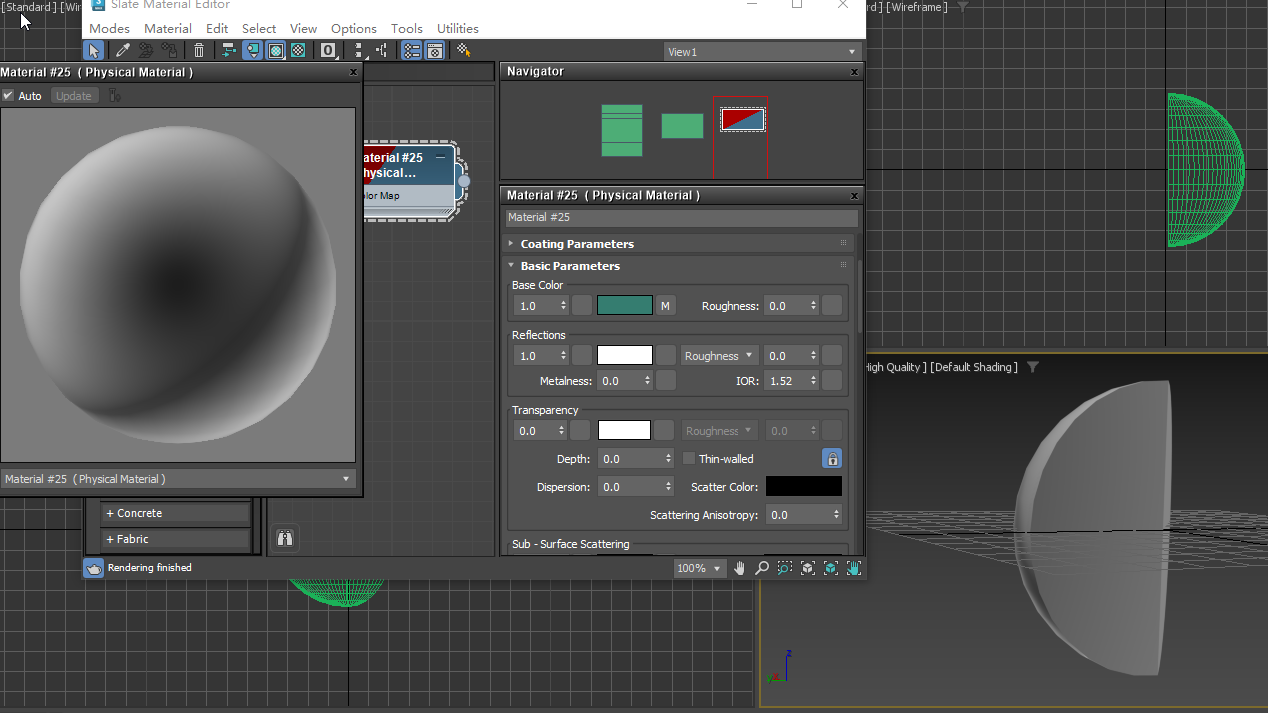 [Standard] [Wir
Slate Material Editor
rd ] [Wireframe ]
Modes Material Edit Select View Options Tools Utilities
0
View1
Material #25 ( Physical Material )
x
Navigator
x
Auto
Update
aterial #25
hysical...
olor Map
Material #25 ( Physical Material )
x
Material #25
Coating Parameters
Basic Parameters
Base Color
1.0
M
Roughness: 0.0
Reflections
1.0
Roughness
0.0
Metalness: 0.0
IOR: 1.52
Transparency
0.0
Roughness
0.0
Depth: 0.0
Thin-walled
Dispersion: 0.0
Scatter Color:
Scattering Anisotropy: 0.0
Sub - Surface Scattering
Material #25 ( Physical Material )
+ Concrete
+ Fabric
Rendering finished
100%
High Quality ] [Default Shading ]
z
y
x